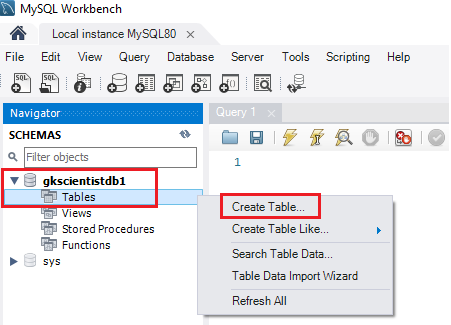 MySQL Workbench
Local instance MySQL80
File Edit View Query Database Server Tools Scripting Help
Navigator
Query 1
SCHEMAS
Filter objects
1
gkscientistdb1
Tables
Views
Stored Procedures
Functions
sys
Create Table...
Create Table Like...
Search Table Data...
Table Data Import Wizard
Refresh All